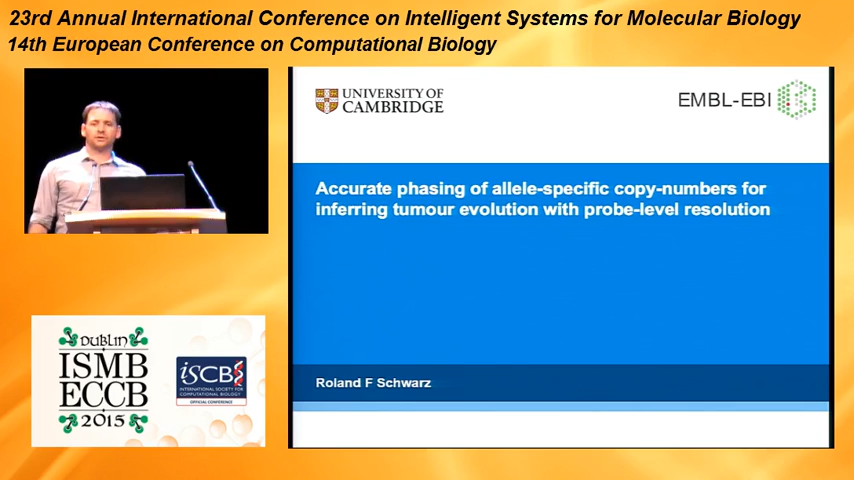 23rd Annual International Conference on Intelligent Systems for Molecular Biology
14th European Conference on Computational Biology
UNIVERSITY OF
CAMBRIDGE
EMBL-EBI
Accurate phasing of allele-specific copy-numbers for
inferring tumour evolution with probe-level resolution
Roland F Schwarz
DUBLIN
ISMB
ECCB
2015
iSCB
INTERNATIONAL SOCIETY FOR
COMPUTATIONAL BIOLOGY
OFFICIAL CONFERENCE